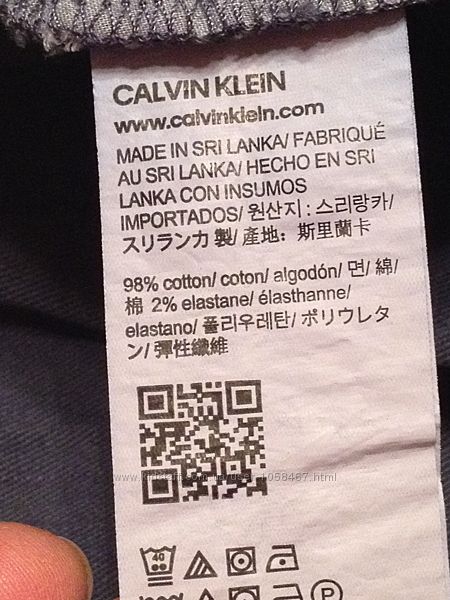 CALVIN KLEIN
www.calvinklein.com
MADE IN SRI LANKA/ FABRIQUÉ
AU SRI LANKA/ HECHO EN SRI
LANKA CON INSUMOS
IMPORTADOS/ 원산지 : 스리랑카/
スリランカ 製/ 產地: 斯里蘭卡
98% cotton/ coton/ algodón/ 면/ 綿/
棉 2% elastane/ élasthanne/
elastano/ 폴리우레탄/ ポリウレタ
ン/ 彈性纖維
40
P